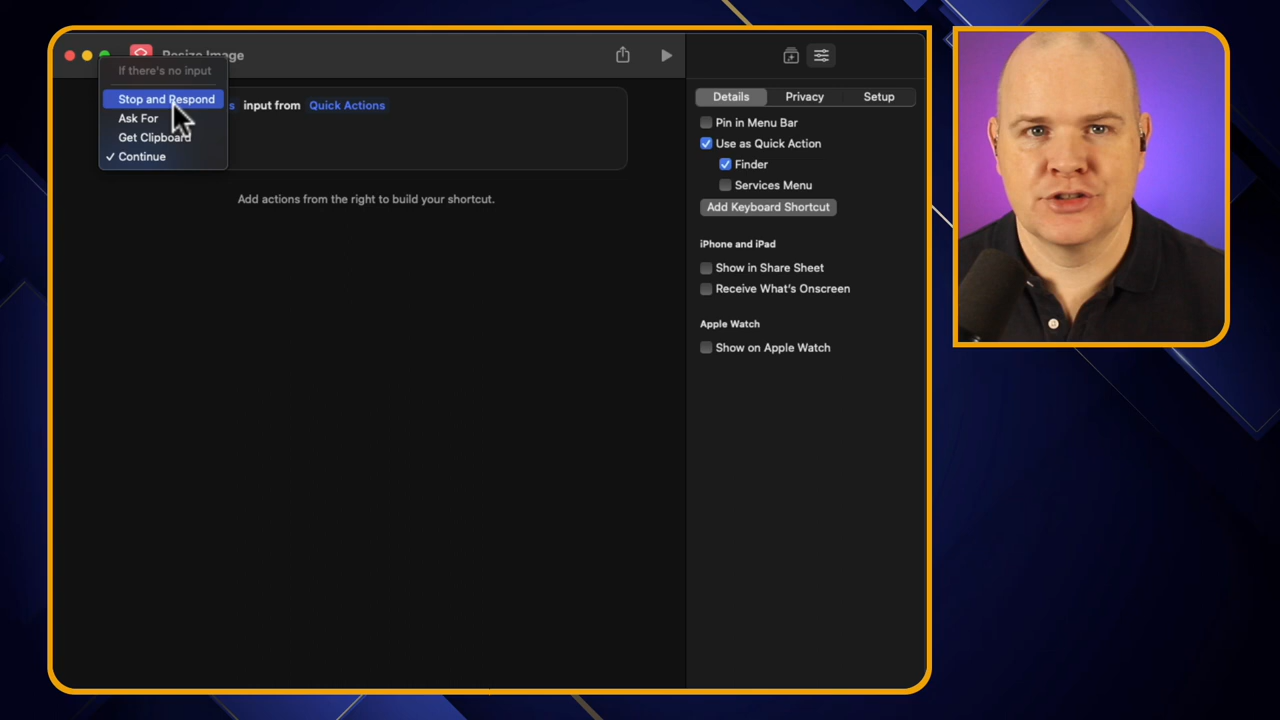 Resize Image
If there's no input
Stop and Respond
Ask For
Get Clipboard
✓ Continue
s input from Quick Actions
Add actions from the right to build your shortcut.
Details Privacy Setup
Pin in Menu Bar
Use as Quick Action
Finder
Services Menu
Add Keyboard Shortcut
iPhone and iPad
Show in Share Sheet
Receive What's Onscreen
Apple Watch
Show on Apple Watch